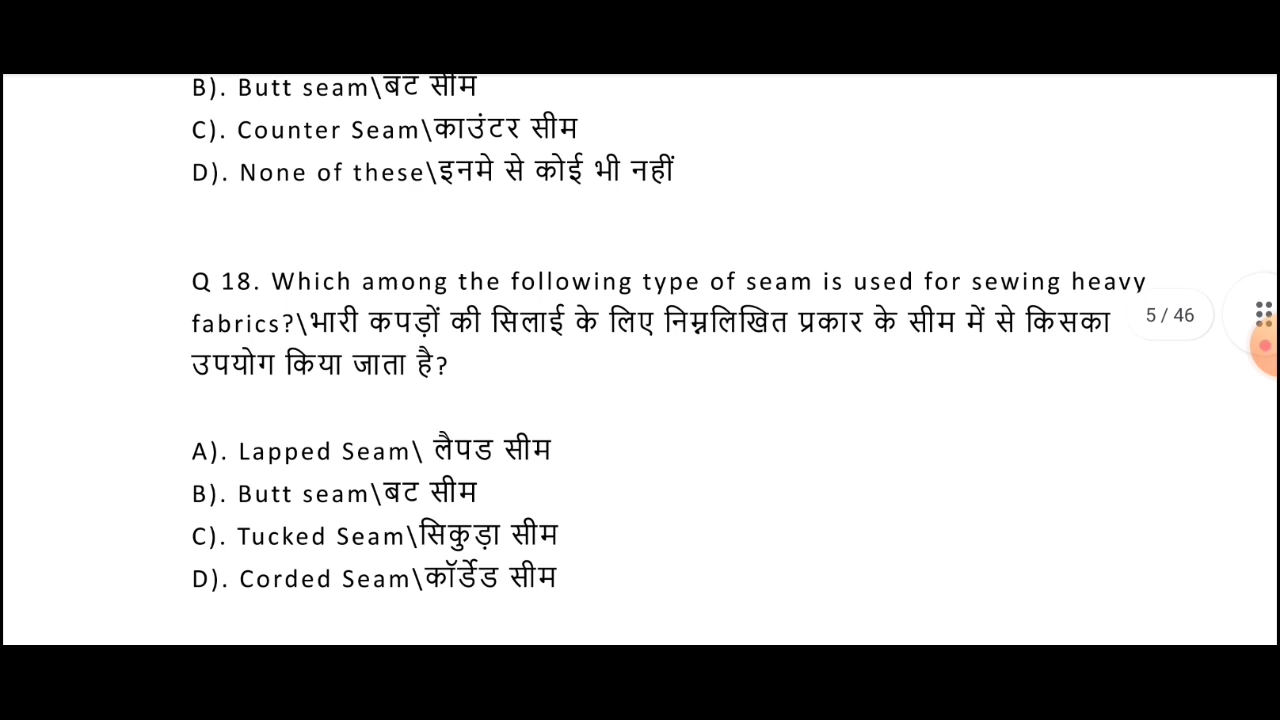 B). Butt seam\बट सीम
C). Counter Seam\काउंटर सीम
D). None of these\इनमे से कोई भी नहीं
Q 18. Which among the following type of seam is used for sewing heavy
fabrics?\भारी कपड़ों की सिलाई के लिए निम्नलिखित प्रकार के सीम में से किसका
5 / 46
उपयोग किया जाता है?
A). Lapped Seam\ लैपड सीम
B). Butt seam\बट सीम
C). Tucked Seam\सिकुड़ा सीम
D). Corded Seam\कॉर्डेड सीम